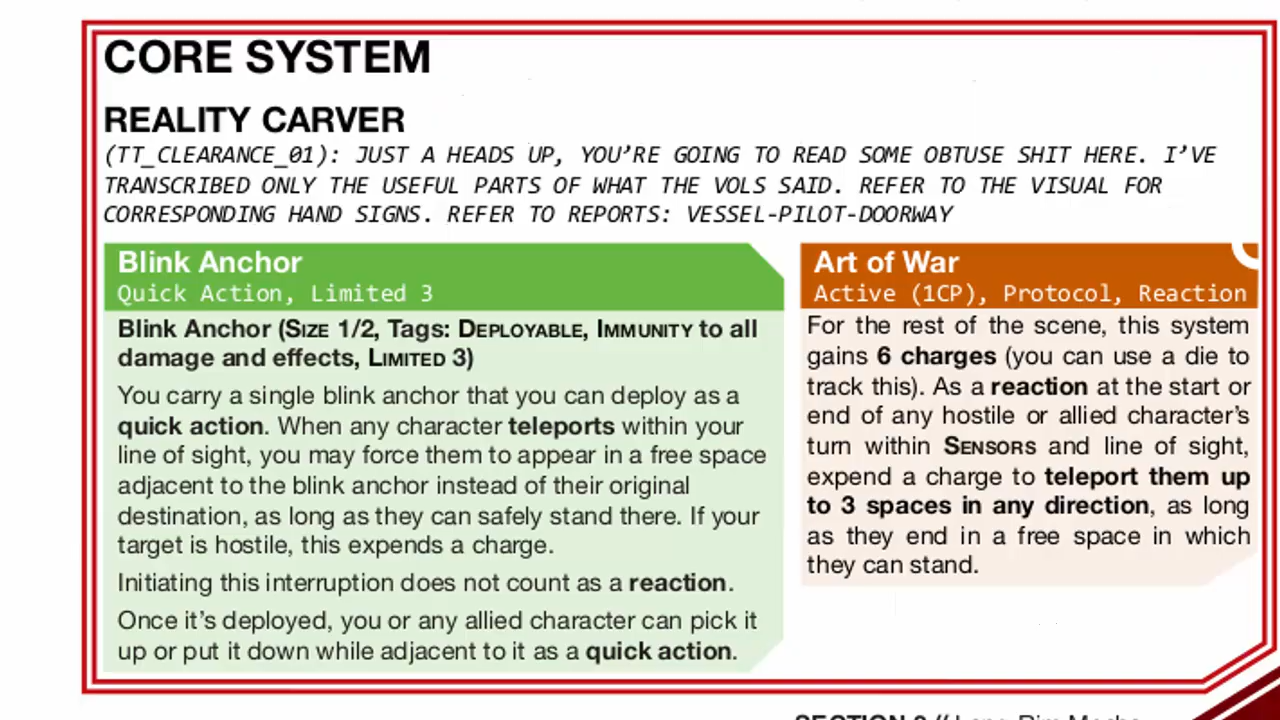 CORE SYSTEM
REALITY CARVER
(TT_CLEARANCE_01): JUST A HEADS UP, YOU’RE GOING TO READ SOME OBTUSE SHIT HERE. I’VE
TRANSCRIBED ONLY THE USEFUL PARTS OF WHAT THE VOLS SAID. REFER TO THE VISUAL FOR
CORRESPONDING HAND SIGNS. REFER TO REPORTS: VESSEL-PILOT-DOORWAY
Blink Anchor
Quick Action, Limited 3
Blink Anchor (SIZE 1/2, Tags: DEPLOYABLE, IMMUNITY to all
damage and effects, LIMITED 3)
You carry a single blink anchor that you can deploy as a
quick action. When any character teleports within your
line of sight, you may force them to appear in a free space
adjacent to the blink anchor instead of their original
destination, as long as they can safely stand there. If your
target is hostile, this expends a charge.
Initiating this interruption does not count as a reaction.
Once it’s deployed, you or any allied character can pick it
up or put it down while adjacent to it as a quick action.
Art of War
Active (1CP), Protocol, Reaction
For the rest of the scene, this system
gains 6 charges (you can use a die to
track this). As a reaction at the start or
end of any hostile or allied character’s
turn within SENSORS and line of sight,
expend a charge to teleport them up
to 3 spaces in any direction, as long
as they end in a free space in which
they can stand.